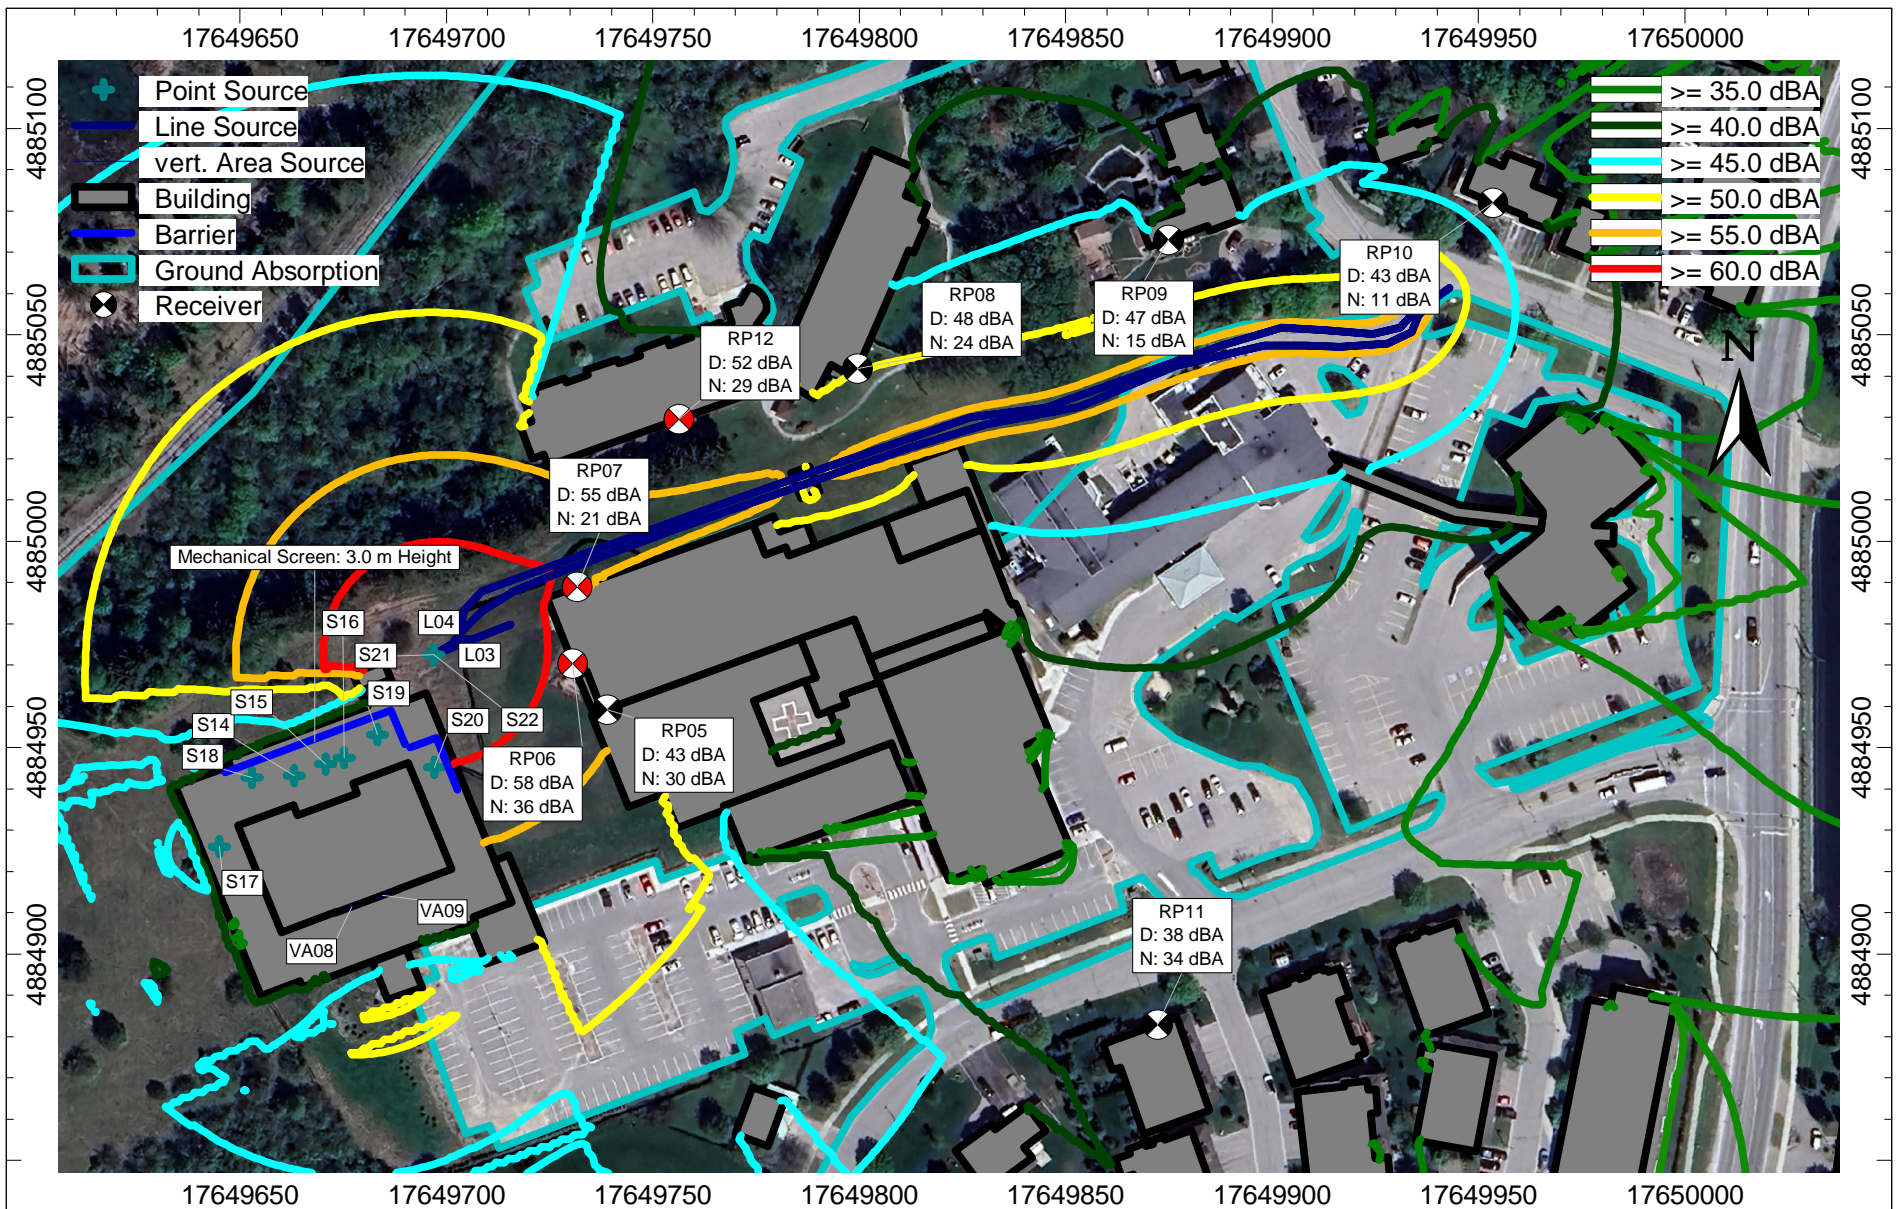 17649650 17649700 17649750 17649800 17649850 17649900 17649950 17650000
4885100
4885050
4885000
4884950
4884900
Point Source
Line Source
vert. Area Source
Building
Barrier
Ground Absorption
Receiver
>= 35.0 dBA
>= 40.0 dBA
>= 45.0 dBA
>= 50.0 dBA
>= 55.0 dBA
>= 60.0 dBA
N
RP10
D: 43 dBA
N: 11 dBA
RP08
D: 48 dBA
N: 24 dBA
RP09
D: 47 dBA
N: 15 dBA
RP12
D: 52 dBA
N: 29 dBA
RP07
D: 55 dBA
N: 21 dBA
Mechanical Screen: 3.0 m Height
S16
L04
S21
L03
S15
S19
S14
S20
S22
S18
RP06
D: 58 dBA
N: 36 dBA
RP05
D: 43 dBA
N: 30 dBA
S17
VA09
VA08
RP11
D: 38 dBA
N: 34 dBA
4885100
4885050
4885000
4884950
4884900
17649650 17649700 17649750 17649800 17649850 17649900 17649950 17650000